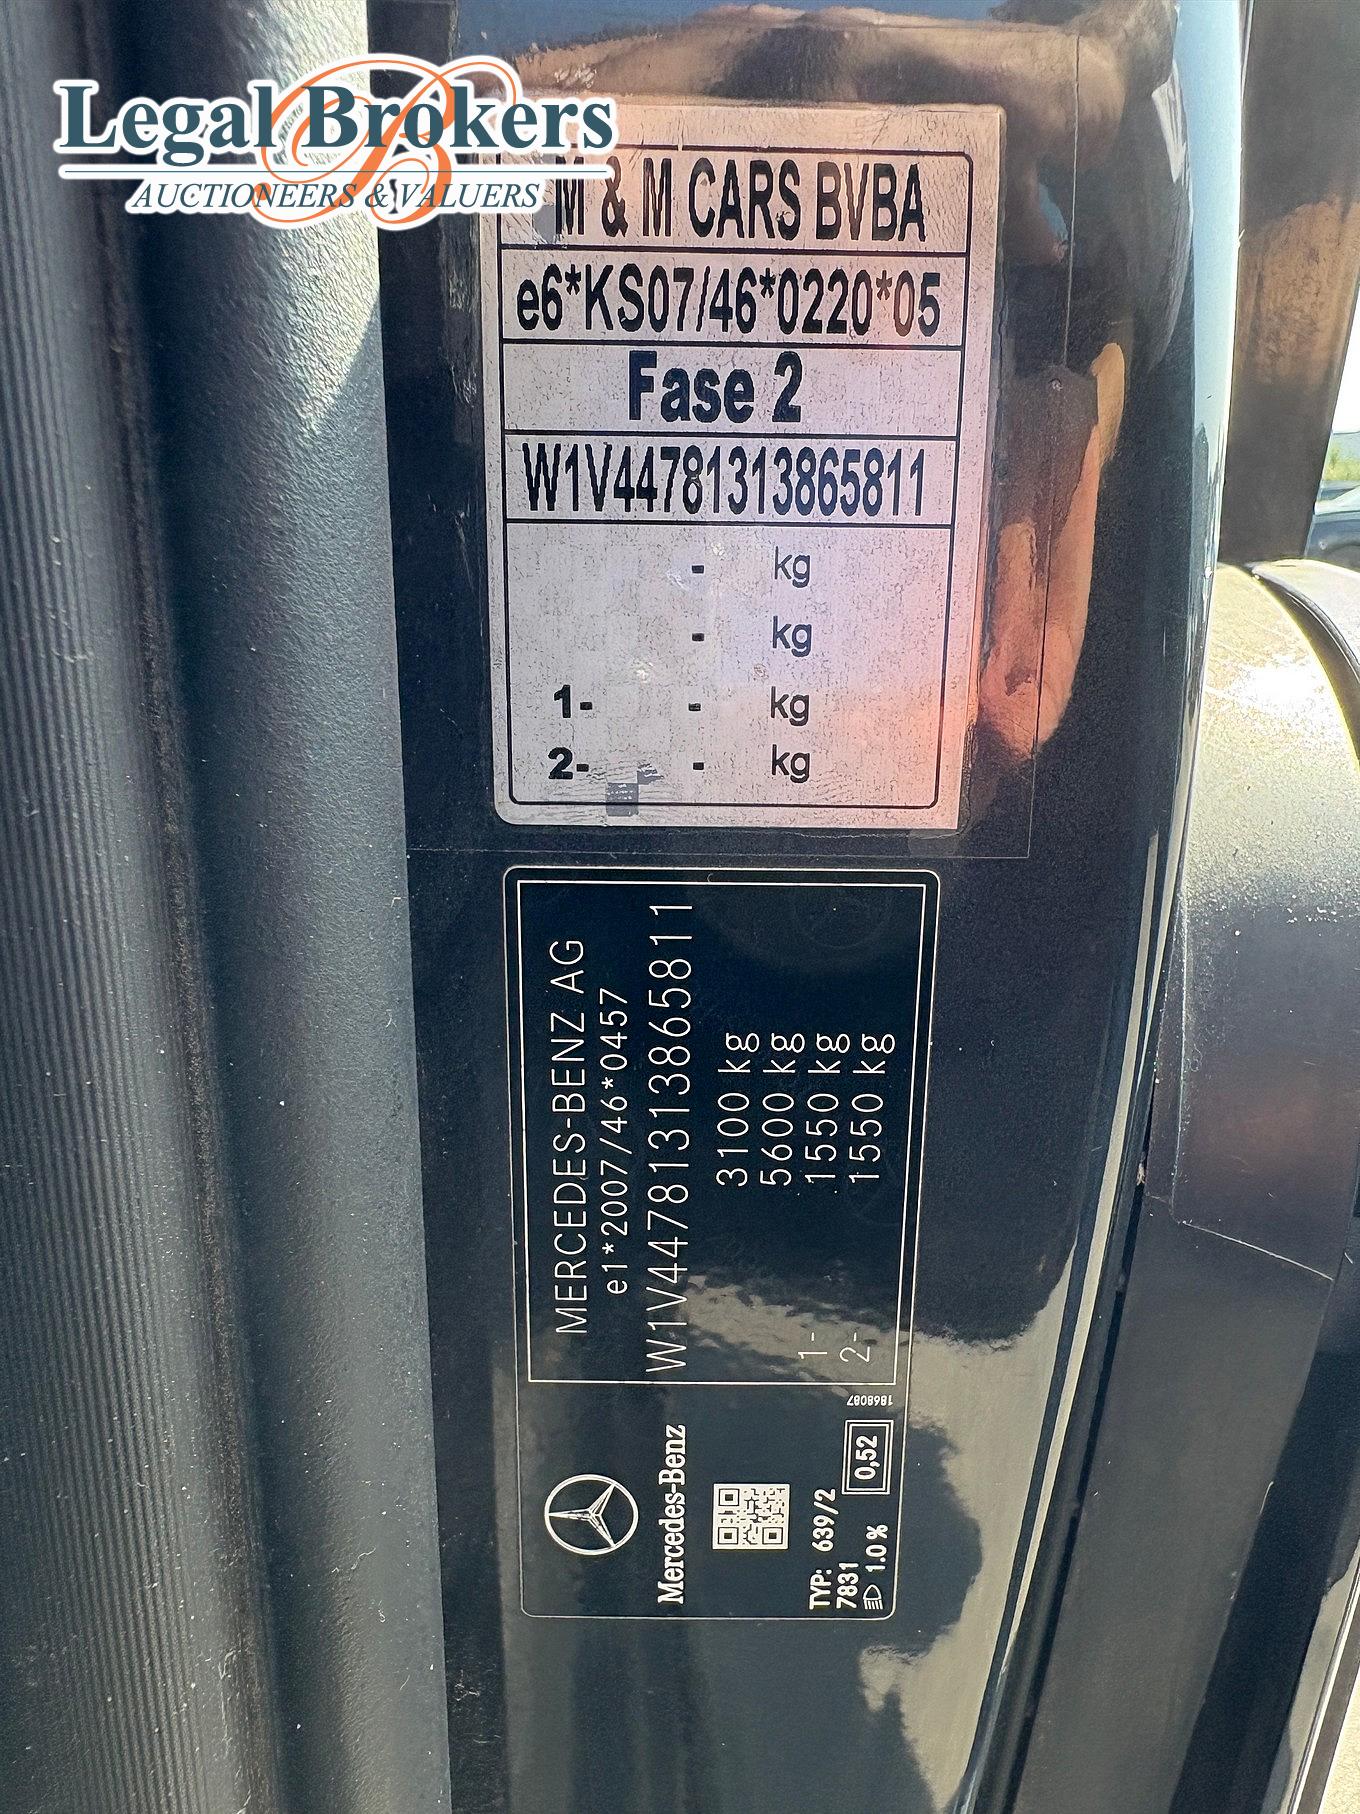 Legal Brokers
AUCTIONEERS & VALUERS
M & M CARS BVBA
e6*KS07/46*0220*05
Fase 2
W1V44781313865811
- kg
- kg
1- - kg
2- - kg
MERCEDES-BENZ AG
e1*2007/46*0457
W1V44781313865811
3100 kg
5600 kg
1- 1550 kg
2- 1550 kg
1868087
Mercedes-Benz
TYP: 639/2
7831
1.0 %
0,52